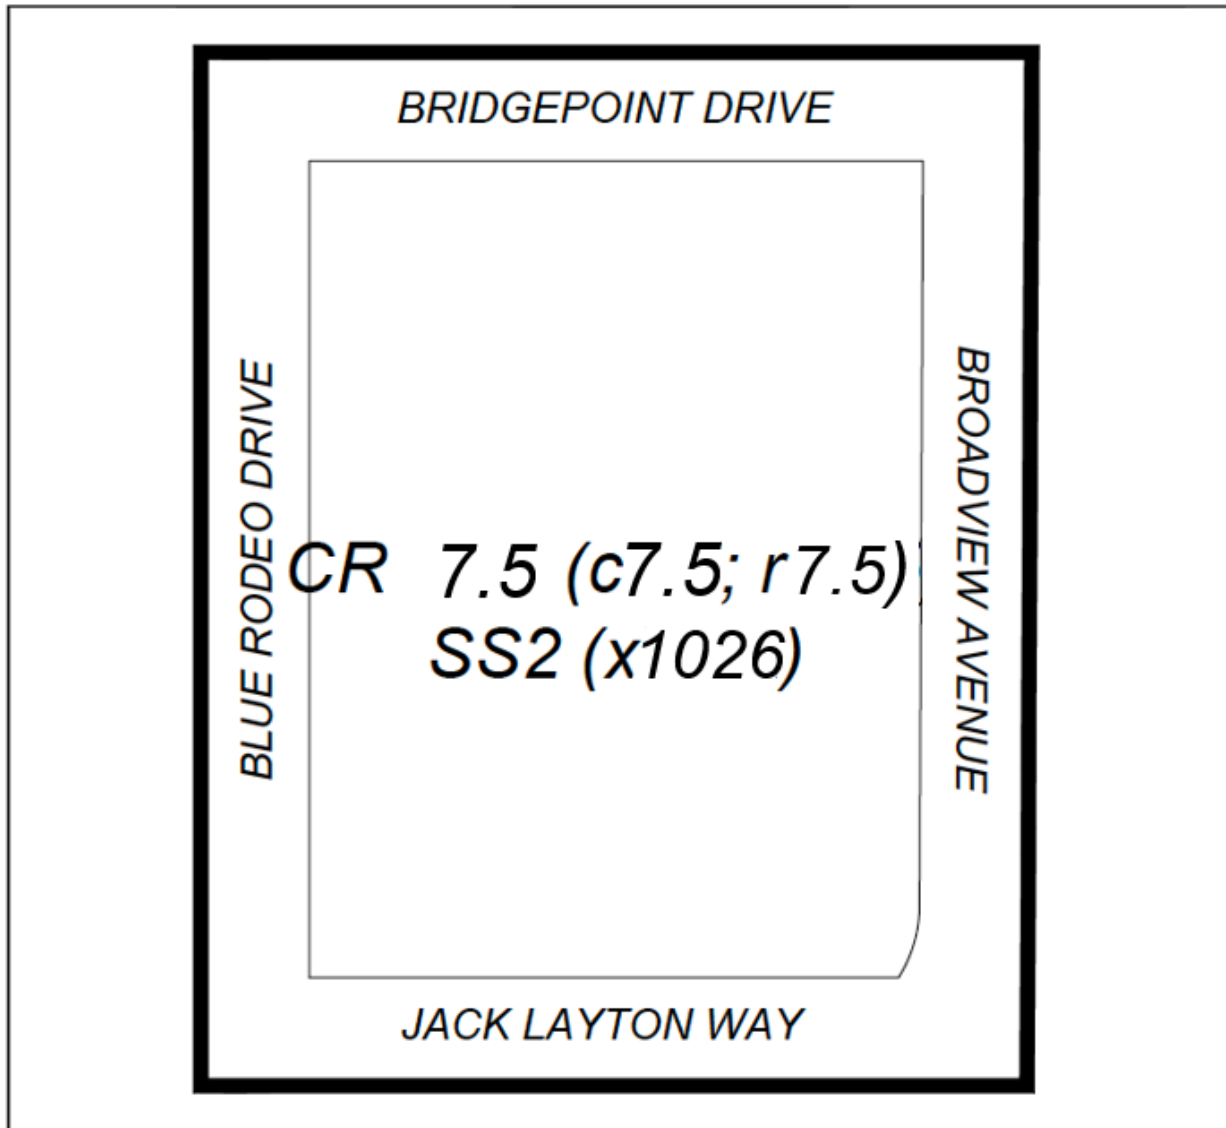 BRIDGEPOINT DRIVE
BLUE RODEO DRIVE
CR 7.5 (c7.5; r7.5)
SS2 (x1026)
BROADVIEW AVENUE
JACK LAYTON WAY